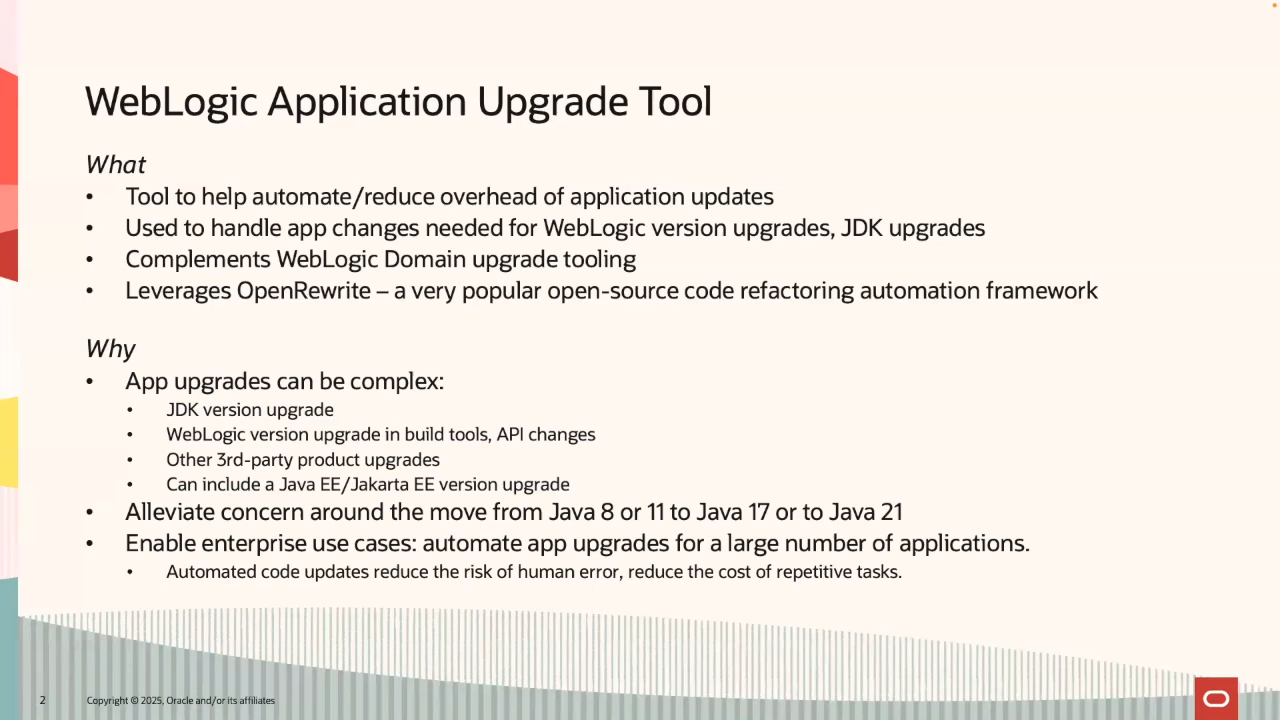 WebLogic Application Upgrade Tool
What
• Tool to help automate/reduce overhead of application updates
• Used to handle app changes needed for WebLogic version upgrades, JDK upgrades
• Complements WebLogic Domain upgrade tooling
• Leverages OpenRewrite – a very popular open-source code refactoring automation framework
Why
• App upgrades can be complex:
• JDK version upgrade
• WebLogic version upgrade in build tools, API changes
• Other 3rd-party product upgrades
• Can include a Java EE/Jakarta EE version upgrade
• Alleviate concern around the move from Java 8 or 11 to Java 17 or to Java 21
• Enable enterprise use cases: automate app upgrades for a large number of applications.
• Automated code updates reduce the risk of human error, reduce the cost of repetitive tasks.
2 Copyright © 2025, Oracle and/or its affiliates